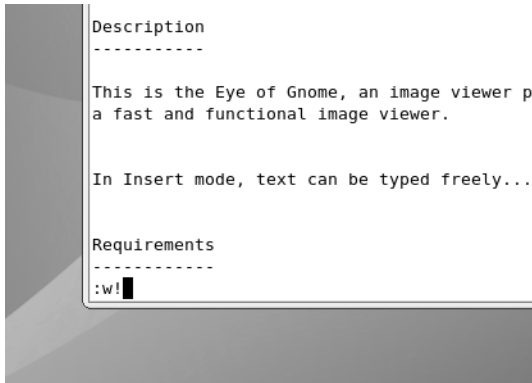 Description
-----------
This is the Eye of Gnome, an image viewer
a fast and functional image viewer.
In Insert mode, text can be typed freely...
Requirements
------------
:w!